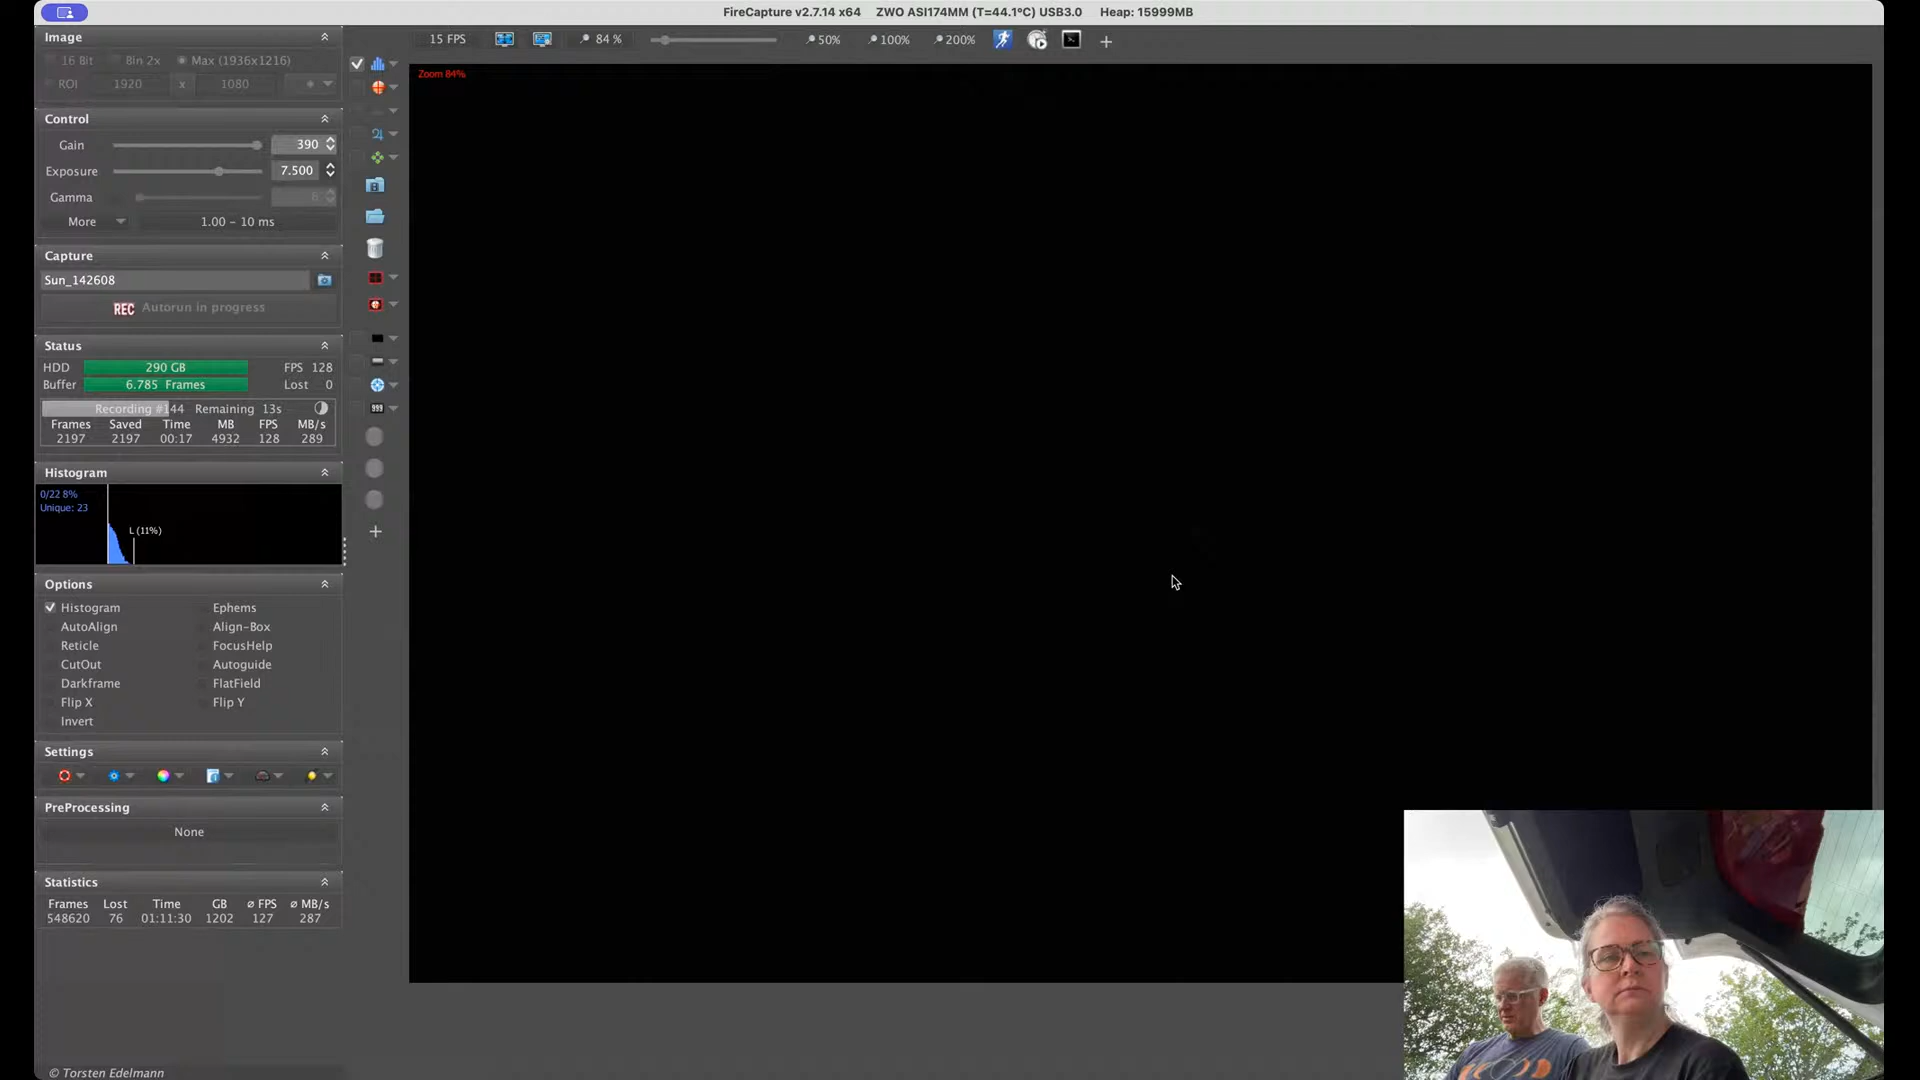 FireCapture v2.7.14 x64 ZWO ASI174MM (T=44.1°C) USB3.0 Heap: 15999MB
Image
16 Bit Bin 2x Max (1936x1216)
ROI 1920 x 1080
15 FPS 84 % 50% 100% 200%
Zoom 84%
Control
Gain 390
Exposure 7.500
Gamma 6
More 1.00 - 10 ms
Capture
Sun_142608
REC Autorun in progress
Status
HDD 290 GB FPS 128
Buffer 6.785 Frames Lost 0
Recording #144 Remaining 13s
Frames Saved Time MB FPS MB/s
2197 2197 00:17 4932 128 289
999
Histogram
0/22 8%
Unique: 23
L (11%)
Options
Histogram Ephems
AutoAlign Align-Box
Reticle FocusHelp
CutOut Autoguide
Darkframe FlatField
Flip X Flip Y
Invert
Settings
PreProcessing
None
Statistics
Frames Lost Time GB ø FPS ø MB/s
548620 76 01:11:30 1202 127 287
© Torsten Edelmann